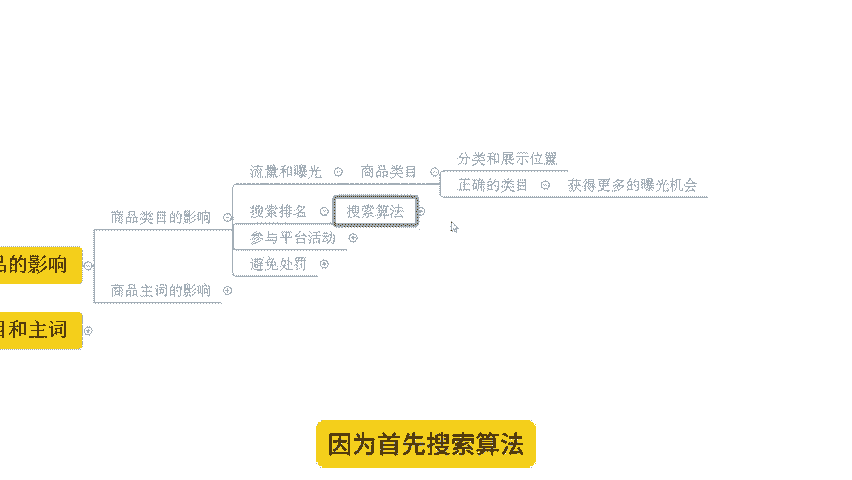 分类和展示位置
流量和曝光 商品类目
正确的类目 获得更多的曝光机会
商品类目的影响 搜索排名 搜索算法
参与平台活动
的影响
避免处罚
商品主词的影响
和主词
因为首先搜索算法